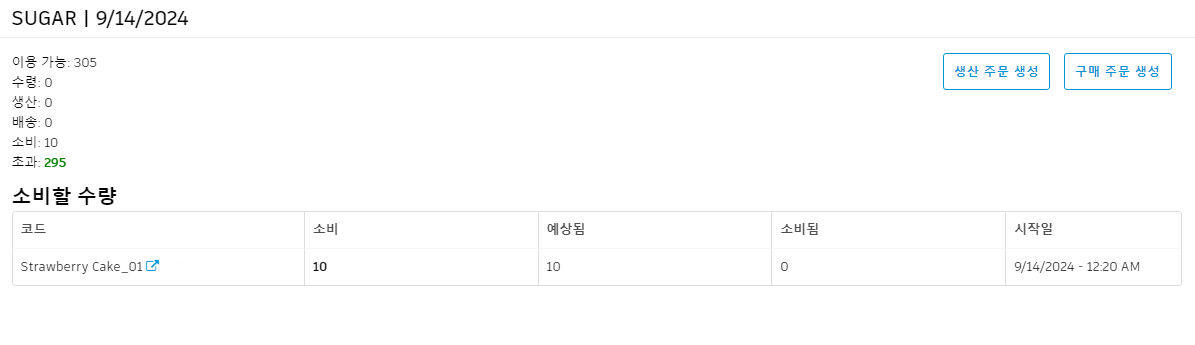 SUGAR | 9/14/2024
이용 가능: 305
수령: 0
생산: 0
배송: 0
소비: 10
초과: 295
생산 주문 생성
구매 주문 생성
소비할 수량
코드 소비 예상됨 소비됨 시작일
Strawberry Cake_01 10 10 0 9/14/2024 - 12:20 AM